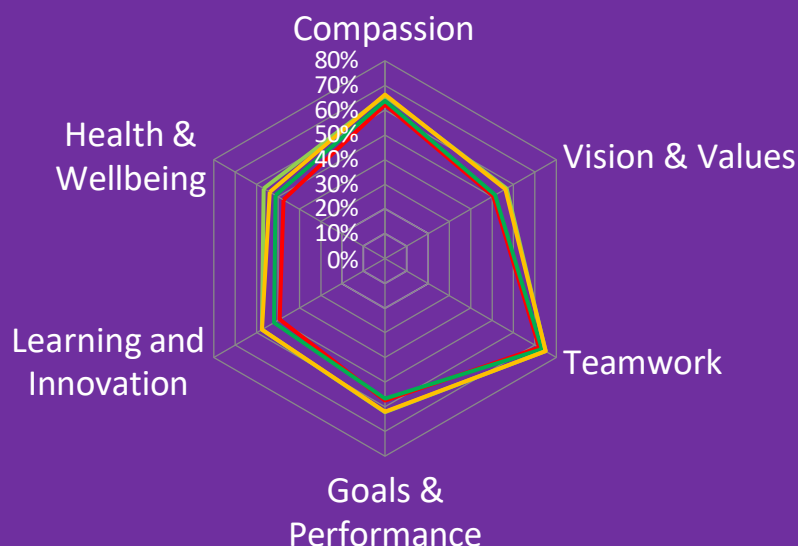 Compassion
80%
70%
60%
50%
40%
30%
20%
10%
0%
Vision & Values
Teamwork
Goals &
Performance
Learning and
Innovation
Health &
Wellbeing